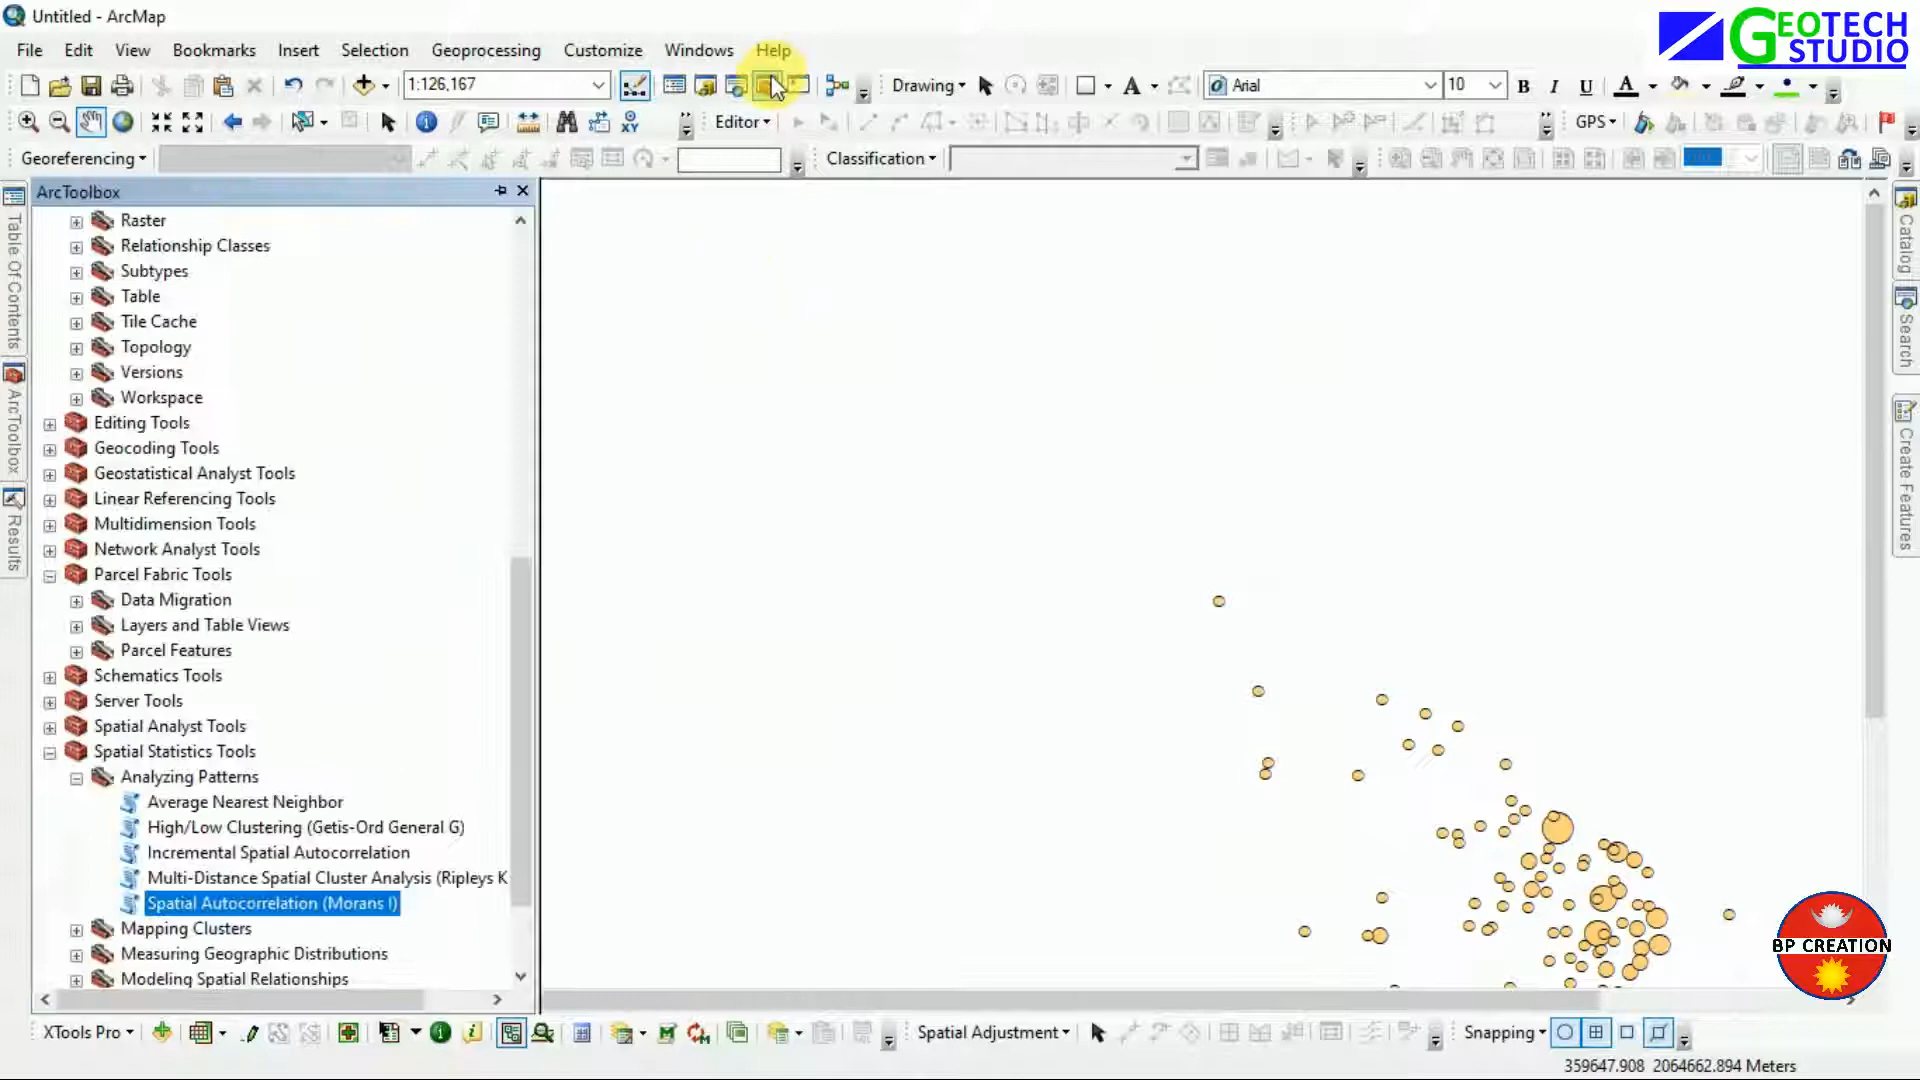 Untitled - ArcMap
GEOTECH
STUDIO
File Edit View Bookmarks Insert Selection Geoprocessing Customize Windows Help
1:126,167 Drawing Arial 10 B I U A
XY Editor GPS
Georeferencing Classification
ArcToolbox
Table Of Contents
ArcToolbox
Results
Raster
Relationship Classes
Subtypes
Table
Tile Cache
Topology
Versions
Workspace
Editing Tools
Geocoding Tools
Geostatistical Analyst Tools
Linear Referencing Tools
Multidimension Tools
Network Analyst Tools
Parcel Fabric Tools
Data Migration
Layers and Table Views
Parcel Features
Schematics Tools
Server Tools
Spatial Analyst Tools
Spatial Statistics Tools
Analyzing Patterns
Average Nearest Neighbor
High/Low Clustering (Getis-Ord General G)
Incremental Spatial Autocorrelation
Multi-Distance Spatial Cluster Analysis (Ripleys K
Spatial Autocorrelation (Morans I)
Mapping Clusters
Measuring Geographic Distributions
Modeling Spatial Relationships
Catalog
Search
Create Features
BP CREATION
XTools Pro Spatial Adjustment Snapping
359647.908 2064662.894 Meters